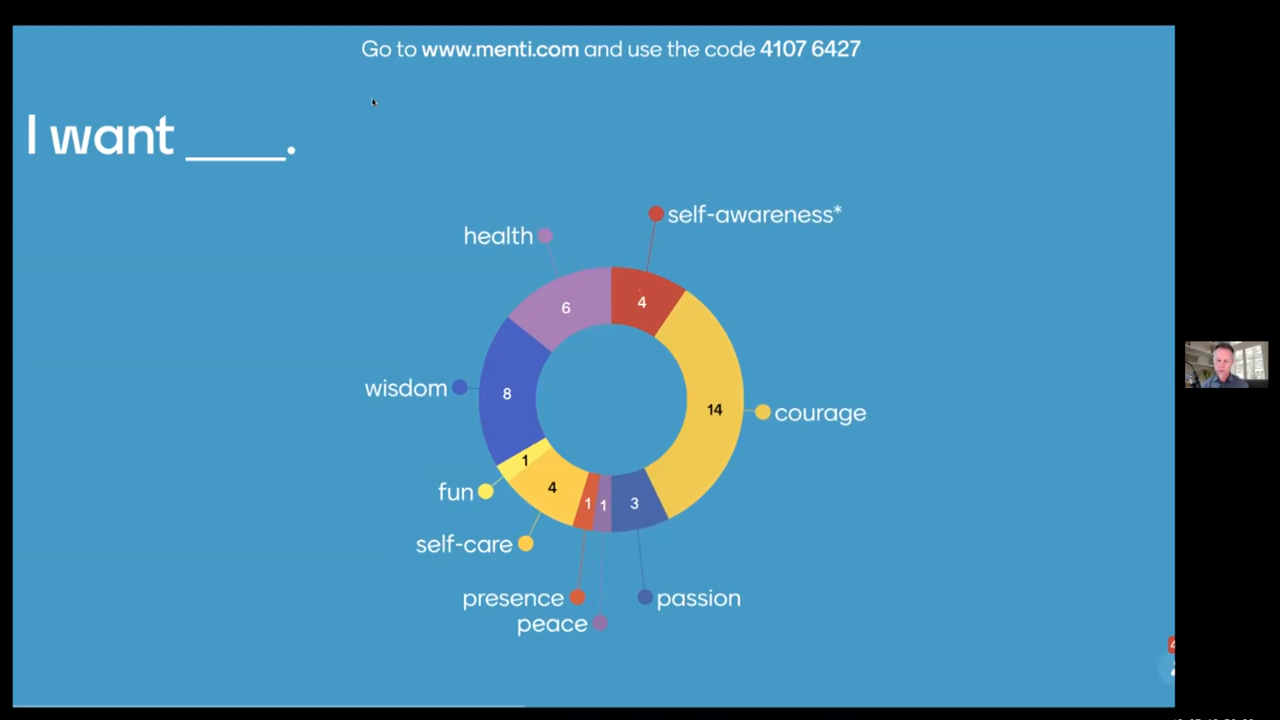 Go to www.menti.com and use the code 4107 6427
I want ____.
self-awareness*
health
4
6
wisdom
8
14
courage
1
fun
4
1
1
3
self-care
presence
passion
peace